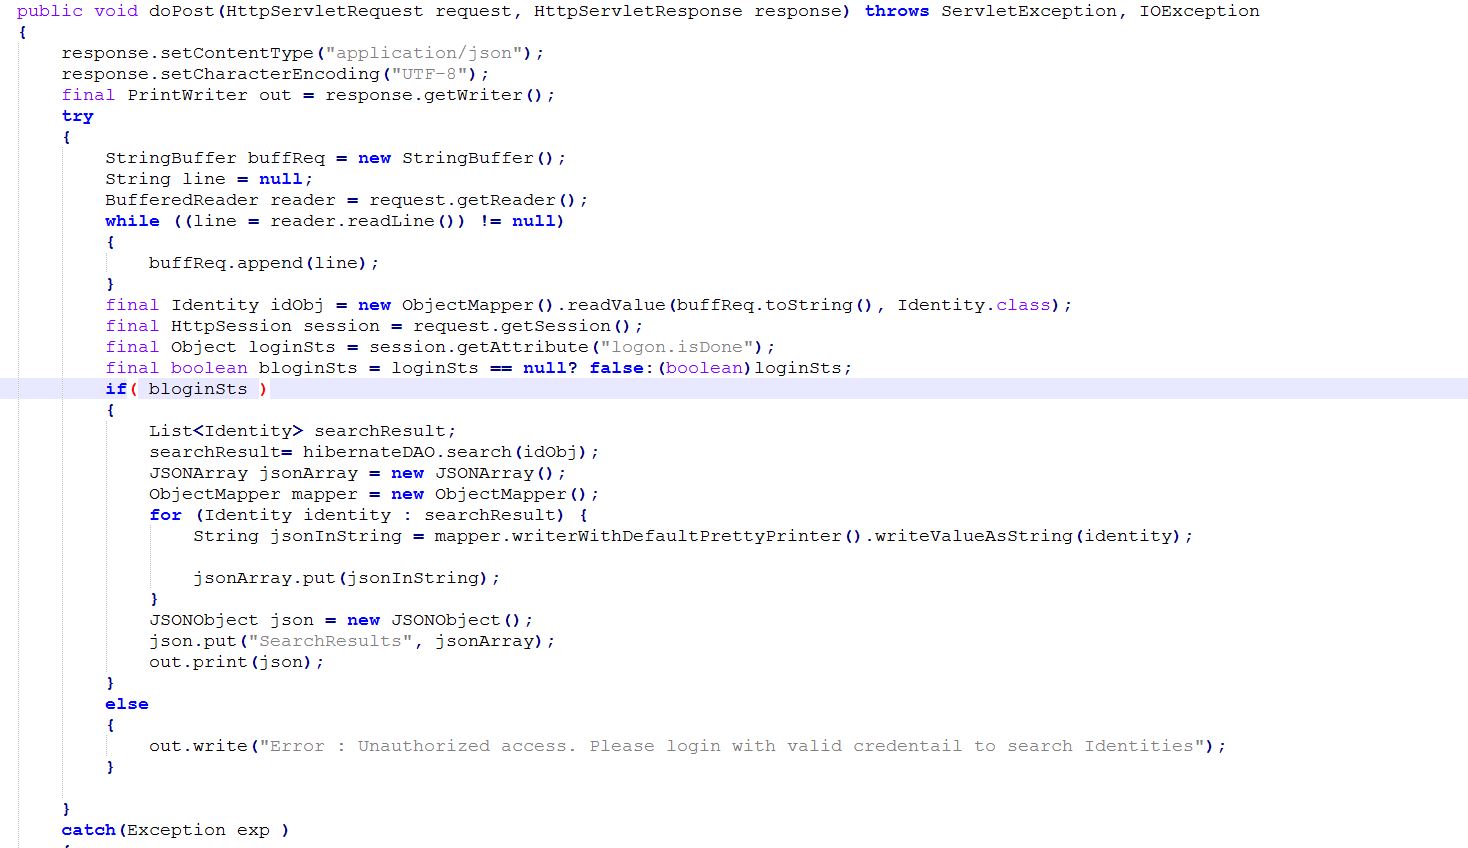 public void doPost(HttpServletRequest request, HttpServletResponse response) throws ServletException, IOException
{
    response.setContentType("application/json");
    response.setCharacterEncoding("UTF-8");
    final PrintWriter out = response.getWriter();
    try
    {
        StringBuffer buffReq = new StringBuffer();
        String line = null;
        BufferedReader reader = request.getReader();
        while ((line = reader.readLine()) != null)
        {
            buffReq.append(line);
        }
        final Identity idObj = new ObjectMapper().readValue(buffReq.toString(), Identity.class);
        final HttpSession session = request.getSession();
        final Object loginSts = session.getAttribute("logon.isDone");
        final boolean bloginSts = loginSts == null? false:(boolean)loginSts;
        if( bloginSts )
        {
            List<Identity> searchResult;
            searchResult= hibernateDAO.search(idObj);
            JSONArray jsonArray = new JSONArray();
            ObjectMapper mapper = new ObjectMapper();
            for (Identity identity : searchResult) {
                String jsonInString = mapper.writerWithDefaultPrettyPrinter().writeValueAsString(identity);

                jsonArray.put(jsonInString);
            }
            JSONObject json = new JSONObject();
            json.put("SearchResults", jsonArray);
            out.print(json);
        }
        else
        {
            out.write("Error : Unauthorized access. Please login with valid credentail to search Identities");
        }

    }
    catch(Exception exp )